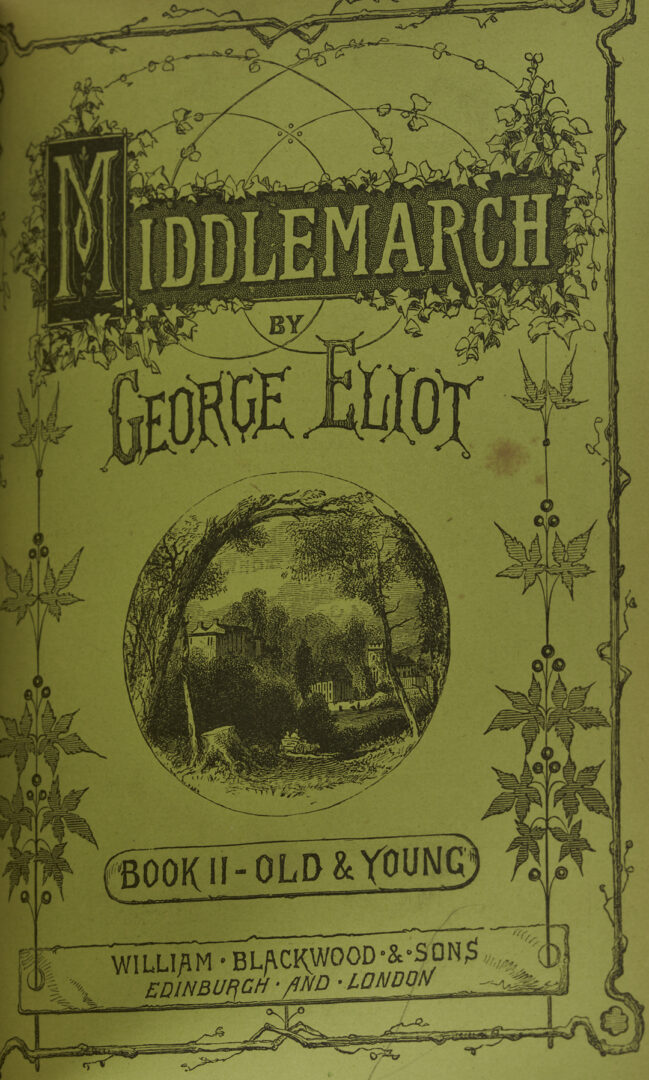 MIDDLEMARCH
BY
GEORGE ELIOT
BOOK II - OLD & YOUNG
WILLIAM · BLACKWOOD · & · SONS
EDINBURGH · AND · LONDON